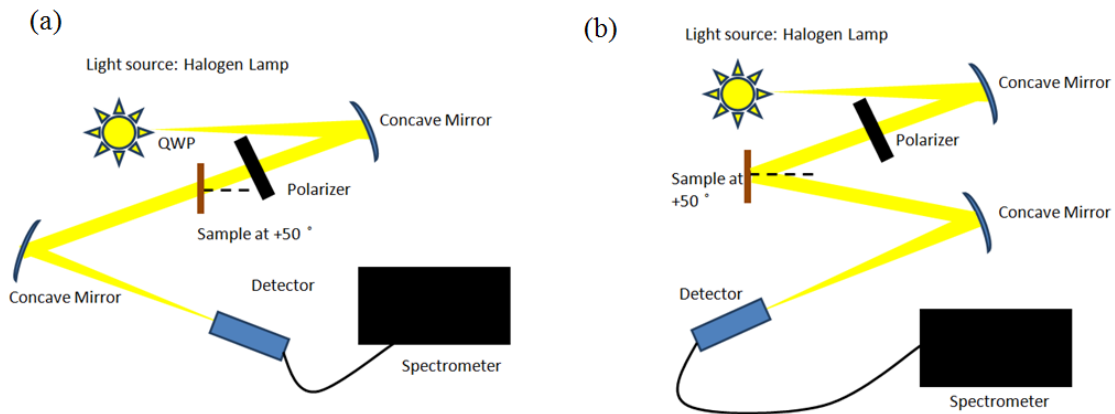 (a)
Light source: Halogen Lamp
QWP
Concave Mirror
Polarizer
Sample at +50 °
Concave Mirror
Detector
Spectrometer
(b)
Light source: Halogen Lamp
Concave Mirror
Polarizer
Sample at
+50 °
Concave Mirror
Detector
Spectrometer